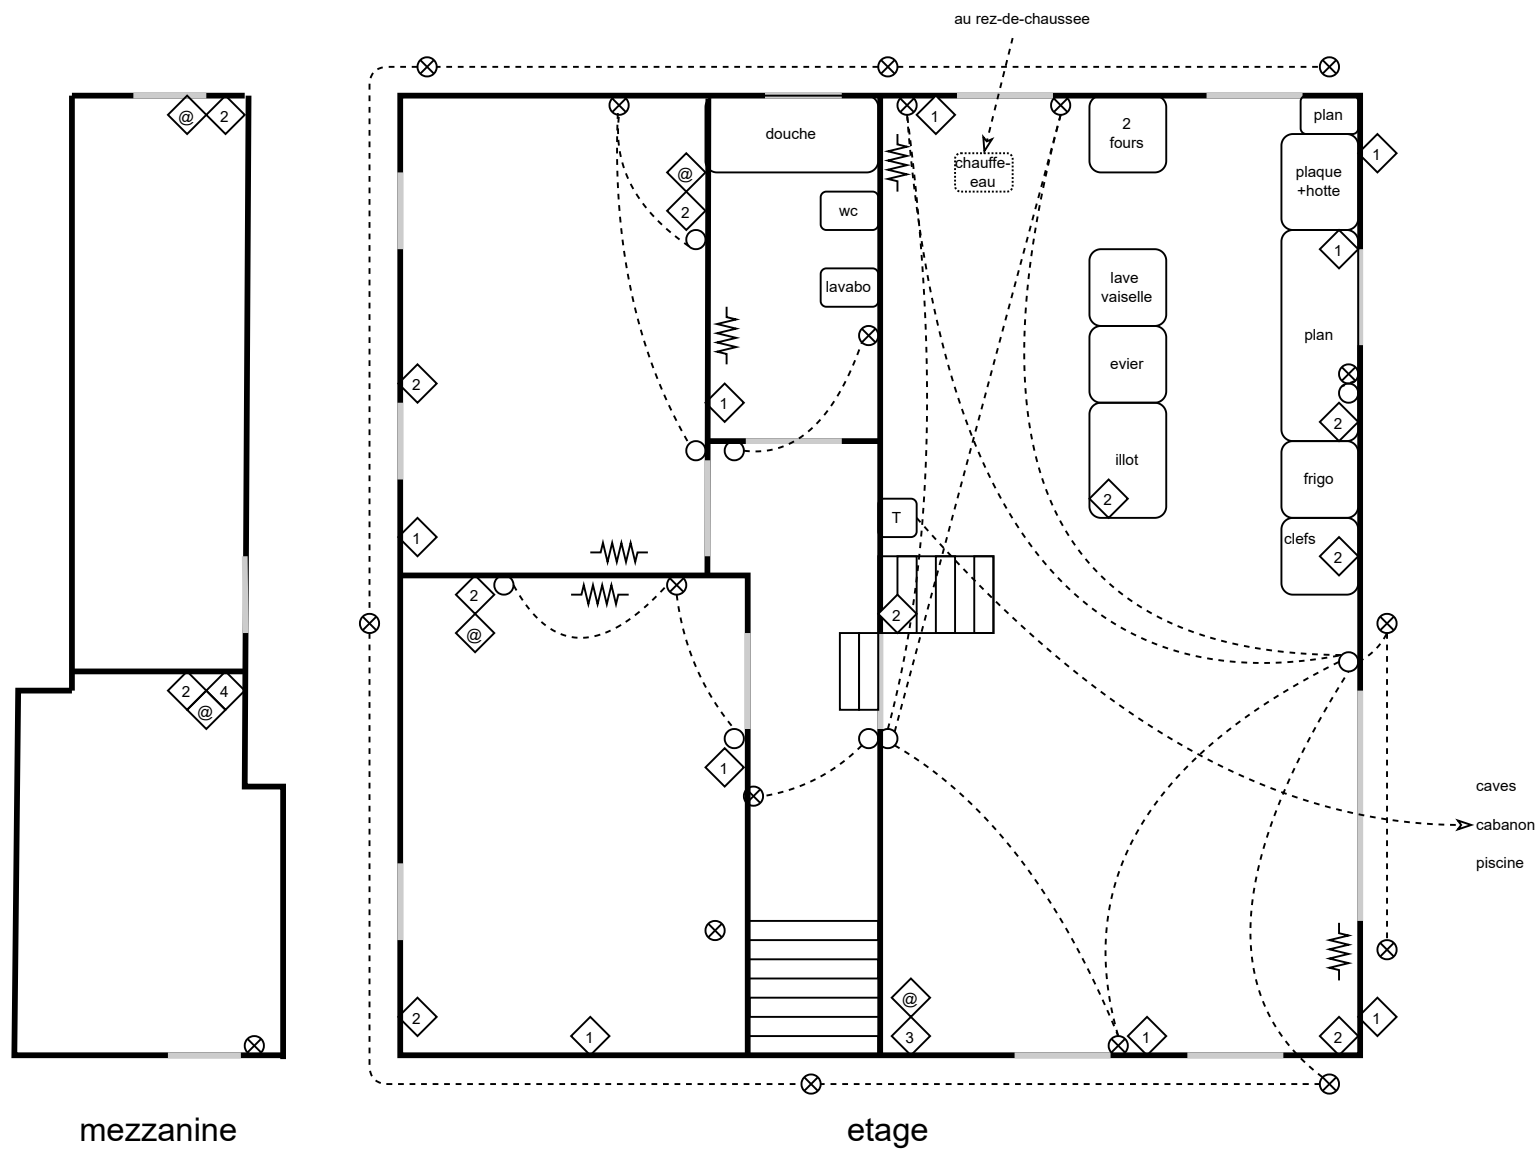 au rez-de-chaussee
@ 2
1
douche
2
fours
plan
chauffe-
eau
1
plaque
+hotte
@
2
wc
1
lave
vaiselle
lavabo
plan
2
evier
1
2
illot
frigo
2
T
1
clefs
2
2
@
2
2 4
@
1
caves
cabanon
piscine
@
2
1
3
1
2
1
mezzanine
etage